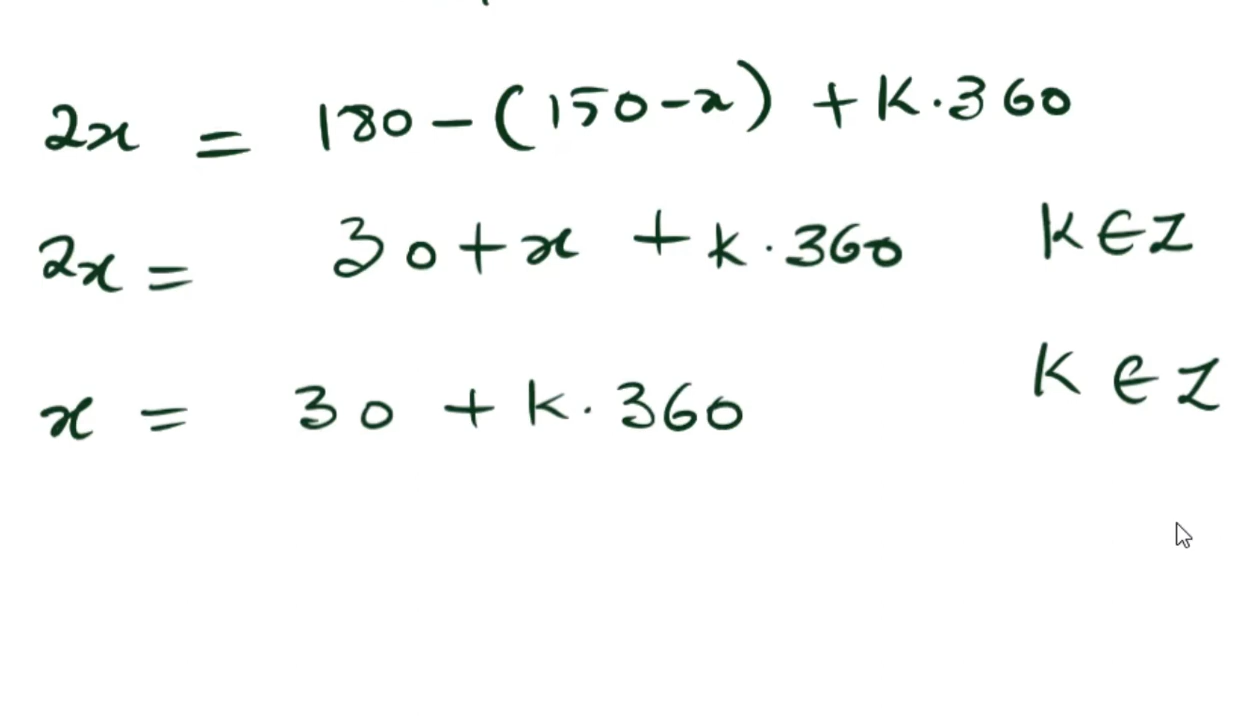 2x = 180 - (150 - x) + K.360
2x = 30 + x + k.360 K ∈ Z
x = 30 + k.360 K ∈ Z